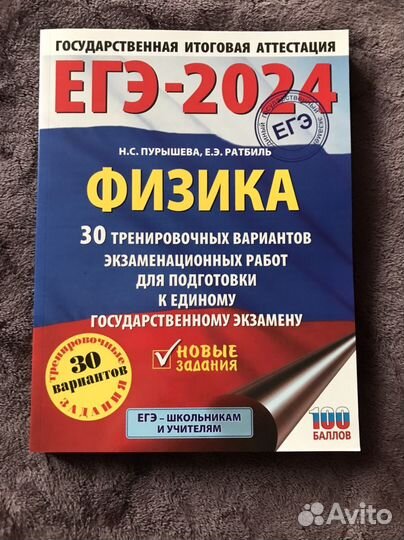 ГОСУДАРСТВЕННАЯ ИТОГОВАЯ АТТЕСТАЦИЯ
ЕГЭ-2024
ЕГЭ
Н.С. ПУРЫШЕВА, Е.Э. РАТБИЛЬ
ФИЗИКА
30 ТРЕНИРОВОЧНЫХ ВАРИАНТОВ
ЭКЗАМЕНАЦИОННЫХ РАБОТ
ДЛЯ ПОДГОТОВКИ
К ЕДИНОМУ
ГОСУДАРСТВЕННОМУ ЭКЗАМЕНУ
НОВЫЕ
ЗАДАНИЯ
ТРЕНИРОВОЧНЫЕ
30
вариантов
ЗАДАНИЯ
ЕГЭ – ШКОЛЬНИКАМ
И УЧИТЕЛЯМ
100
БАЛЛОВ
Avito